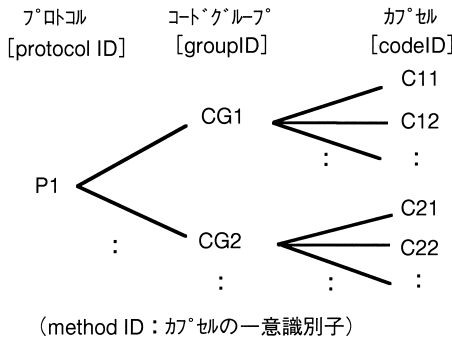 ﾌﾟﾛﾄｺﾙ ｺｰﾄﾞｸﾞﾙｰﾌﾟ ｶﾌﾟｾﾙ
[protocol ID] [groupID] [codeID]
C11
CG1 C12
: :
P1
C21
: CG2 C22
: : :
(method ID：ｶﾌﾟｾﾙの一意識別子)